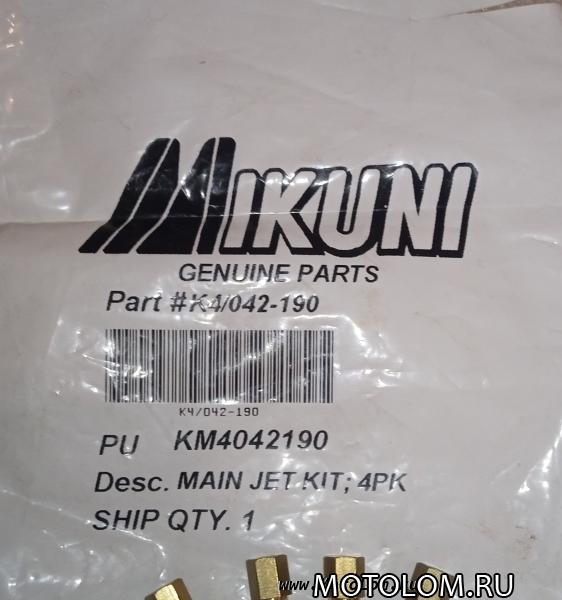 MIKUNI
GENUINE PARTS
Part #K4/042-190
K4/042-190
PU KM4042190
Desc. MAIN JET KIT; 4PK
SHIP QTY. 1
MOTOLOM.RU